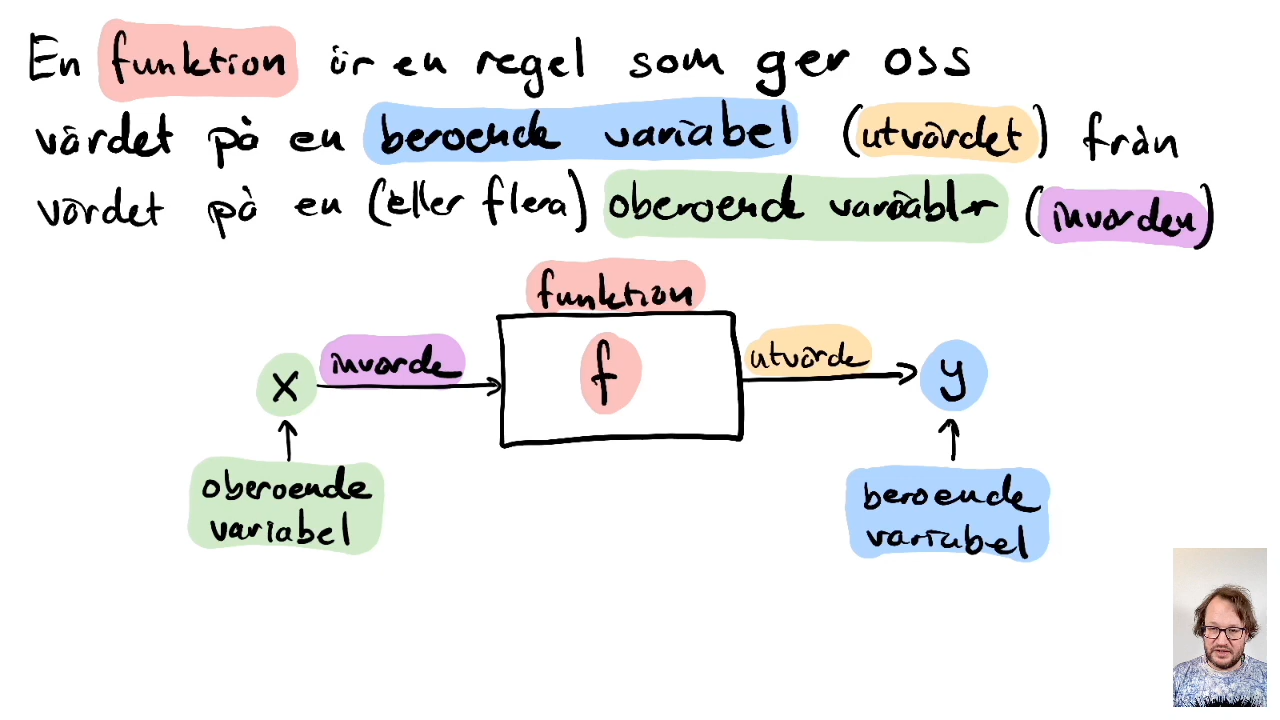 En funktion är en regel som ger oss
värdet på en beroende variabel (utvärdet) från
värdet på en (eller flera) oberoende variabler (invärden)
funktion
x invärde f utvärde y
oberoende
variabel
beroende
variabel